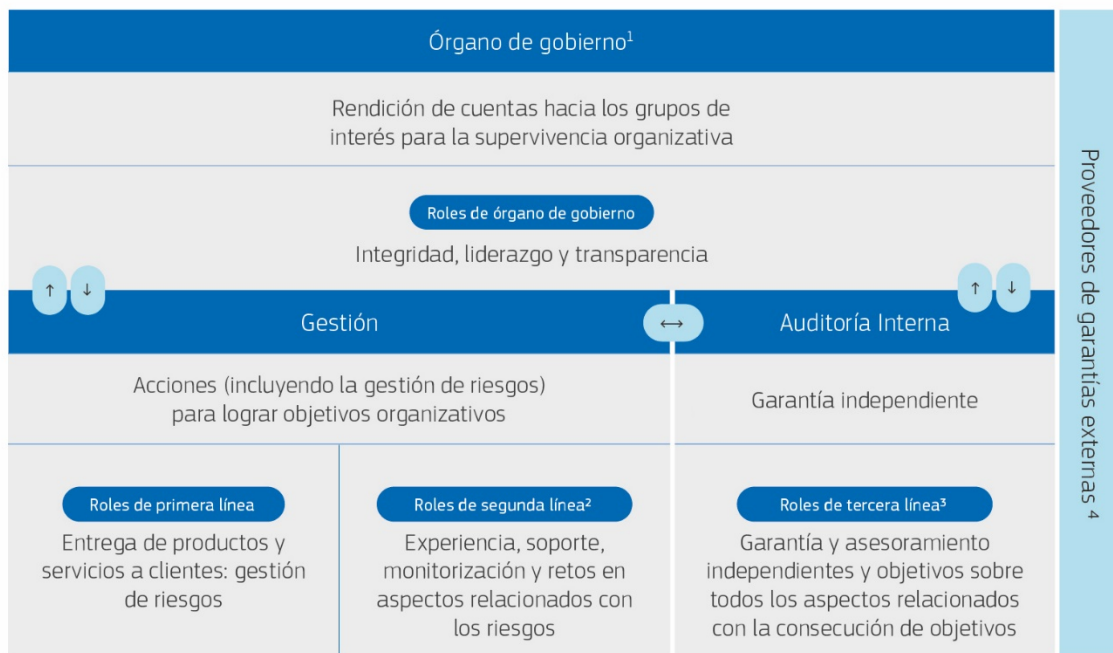 Órgano de gobierno¹
Rendición de cuentas hacia los grupos de
interés para la supervivencia organizativa
Roles de órgano de gobierno
Integridad, liderazgo y transparencia
↑ ↓
↑ ↓
Gestión
↔
Auditoría Interna
Acciones (incluyendo la gestión de riesgos)
para lograr objetivos organizativos
Garantía independiente
Roles de primera línea
Entrega de productos y
servicios a clientes: gestión
de riesgos
Roles de segunda línea²
Experiencia, soporte,
monitorización y retos en
aspectos relacionados con
los riesgos
Roles de tercera línea³
Garantía y asesoramiento
independientes y objetivos sobre
todos los aspectos relacionados
con la consecución de objetivos
Proveedores de garantías externas ⁴